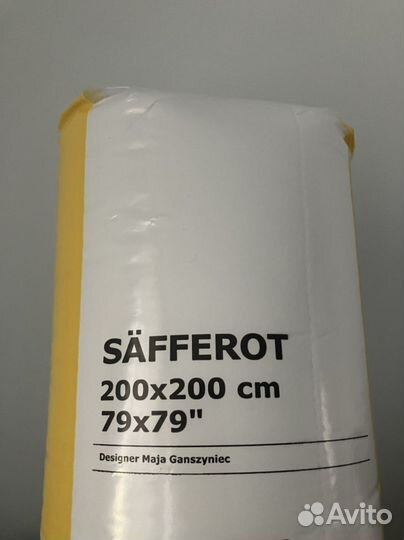 SÄFFEROT
200x200 cm
79x79"
Designer Maja Ganszyniec
Avito